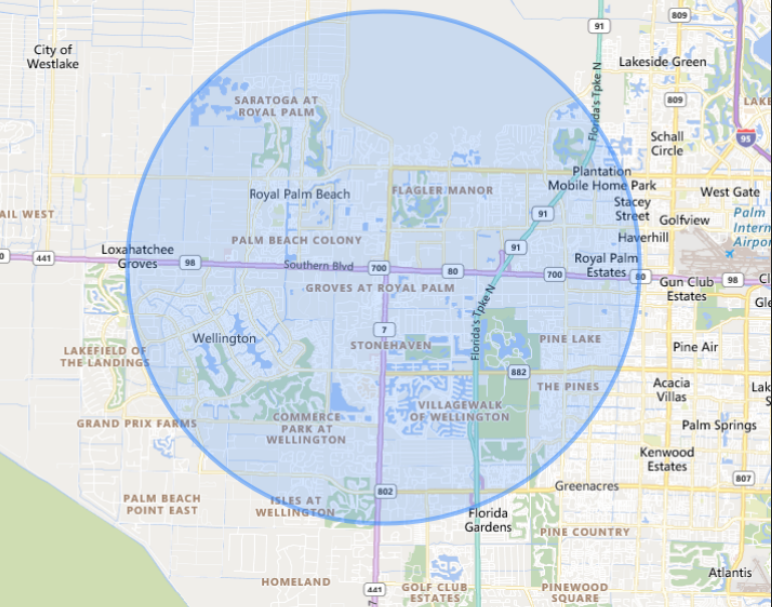 91
809
City of
Westlake
Lakeside Green
Florida's Tpke N
SARATOGA AT
ROYAL PALM
809
LAKE
95
Schall
Circle
Plantation
Mobile Home Park
Royal Palm Beach
FLAGLER MANOR
West Gate
Stacey
Street
AIL WEST
91
Golfview
Palm
Intern
Airpor
Haverhill
PALM BEACH COLONY
91
Loxahatchee
Groves
0
441
98
Southern Blvd
700
80
700
Royal Palm
Estates
80
98
Gun Club
Estates
Cl
Gle
GROVES AT ROYAL PALM
Florida's Tpke N
7
Wellington
STONEHAVEN
PINE LAKE
Pine Air
LAKEFIELD OF
THE LANDINGS
882
THE PINES
Acacia
Villas
Lak
S
VILLAGEWALK
OF WELLINGTON
GRAND PRIX FARMS
COMMERCE
PARK AT
WELLINGTON
Palm Springs
Kenwood
Estates
807
802
Greenacres
PALM BEACH
POINT EAST
ISLES AT
WELLINGTON
Florida
Gardens
PINE COUNTRY
Atlantis
HOMELAND
441
7
GOLF CLUB
ESTATES
PINEWOOD
SQUARE